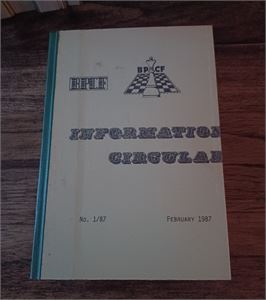 BPCF
BPCF
INFORMATION
CIRCULAR
No. 1/87 FEBRUARY 1987